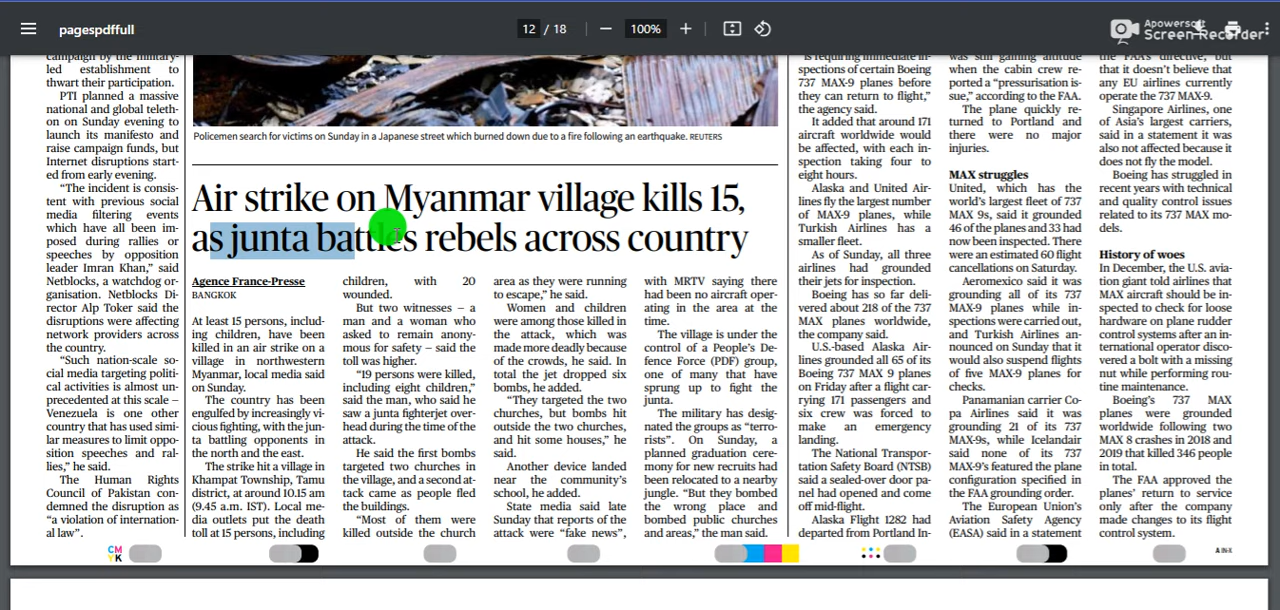 pagespdffull
12 / 18
100%
Apowersoft
Screen Recorder
campaign by the military-
led establishment to
thwart their participation.
PTI planned a massive
national and global teleth-
on on Sunday evening to
launch its manifesto and
raise campaign funds, but
Internet disruptions start-
ed from early evening.
"The incident is consis-
tent with previous social
media filtering events
which have all been im-
posed during rallies or
speeches by opposition
leader Imran Khan," said
Netblocks, a watchdog or-
ganisation. Netblocks Di-
rector Alp Toker said the
disruptions were affecting
network providers across
the country.
"Such nation-scale so-
cial media targeting politi-
cal activities is almost un-
precedented at this scale –
Venezuela is one other
country that has used simi-
lar measures to limit oppo-
sition speeches and ral-
lies," he said.
The Human Rights
Council of Pakistan con-
demned the disruption as
"a violation of internation-
al law".
Policemen search for victims on Sunday in a Japanese street which burned down due to a fire following an earthquake. REUTERS
Air strike on Myanmar village kills 15,
as junta battles rebels across country
Agence France-Presse
BANGKOK
At least 15 persons, includ-
ing children, have been
killed in an air strike on a
village in northwestern
Myanmar, local media said
on Sunday.
The country has been
engulfed by increasingly vi-
cious fighting, with the jun-
ta battling opponents in
the north and the east.
The strike hit a village in
Khampat Township, Tamu
district, at around 10.15 am
(9.45 a.m. IST). Local me-
dia outlets put the death
toll at 15 persons, including
children, with 20
wounded.
But two witnesses – a
man and a woman who
asked to remain anony-
mous for safety – said the
toll was higher.
"19 persons were killed,
including eight children,"
said the man, who said he
saw a junta fighterjet over-
head during the time of the
attack.
He said the first bombs
targeted two churches in
the village, and a second at-
tack came as people fled
the buildings.
"Most of them were
killed outside the church
area as they were running
to escape," he said.
Women and children
were among those killed in
the attack, which was
made more deadly because
of the crowds, he said. In
total the jet dropped six
bombs, he added.
"They targeted the two
churches, but bombs hit
outside the two churches,
and hit some houses," he
said.
Another device landed
near the community's
school, he added.
State media said late
Sunday that reports of the
attack were "fake news",
with MRTV saying there
had been no aircraft oper-
ating in the area at the
time.
The village is under the
control of a People's De-
fence Force (PDF) group,
one of many that have
sprung up to fight the
junta.
The military has desig-
nated the groups as "terro-
rists". On Sunday, a
planned graduation cere-
mony for new recruits had
been relocated to a nearby
jungle. "But they bombed
the wrong place and
bombed public churches
and areas," the man said.
is requiring immediate in-
spections of certain Boeing
737 MAX-9 planes before
they can return to flight,"
the agency said.
It added that around 171
aircraft worldwide would
be affected, with each in-
spection taking four to
eight hours.
Alaska and United Air-
lines fly the largest number
of MAX-9 planes, while
Turkish Airlines has a
smaller fleet.
As of Sunday, all three
airlines had grounded
their jets for inspection.
Boeing has so far deli-
vered about 218 of the 737
MAX planes worldwide,
the company said.
U.S.-based Alaska Air-
lines grounded all 65 of its
Boeing 737 MAX 9 planes
on Friday after a flight car-
rying 171 passengers and
six crew was forced to
make an emergency
landing.
The National Transpor-
tation Safety Board (NTSB)
said a sealed-over door pa-
nel had opened and come
off mid-flight.
Alaska Flight 1282 had
departed from Portland In-
was still gaining altitude
when the cabin crew re-
ported a "pressurisation is-
sue," according to the FAA.
The plane quickly re-
turned to Portland and
there were no major
injuries.
MAX struggles
United, which has the
world's largest fleet of 737
MAX 9s, said it grounded
46 of the planes and 33 had
now been inspected. There
were an estimated 60 flight
cancellations on Saturday.
Aeromexico said it was
grounding all of its 737
MAX-9 planes while in-
spections were carried out,
and Turkish Airlines an-
nounced on Sunday that it
would also suspend flights
of five MAX-9 planes for
checks.
Panamanian carrier Co-
pa Airlines said it was
grounding 21 of its 737
MAX-9s, while Icelandair
said none of its 737
MAX-9's featured the plane
configuration specified in
the FAA grounding order.
The European Union's
Aviation Safety Agency
(EASA) said in a statement
the FAA's directive, but
that it doesn't believe that
any EU airlines currently
operate the 737 MAX-9.
Singapore Airlines, one
of Asia's largest carriers,
said in a statement it was
also not affected because it
does not fly the model.
Boeing has struggled in
recent years with technical
and quality control issues
related to its 737 MAX mo-
dels.
History of woes
In December, the U.S. avia-
tion giant told airlines that
MAX aircraft should be in-
spected to check for loose
hardware on plane rudder
control systems after an in-
ternational operator disco-
vered a bolt with a missing
nut while performing rou-
tine maintenance.
Boeing's 737 MAX
planes were grounded
worldwide following two
MAX 8 crashes in 2018 and
2019 that killed 346 people
in total.
The FAA approved the
planes' return to service
only after the company
made changes to its flight
control system.
CM
YK